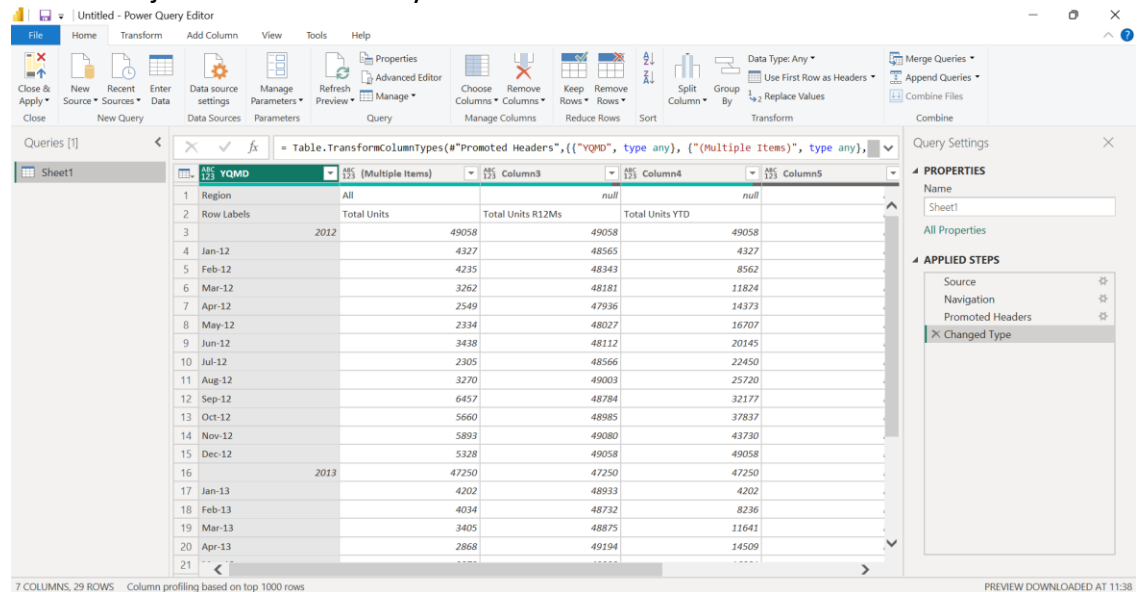 Untitled - Power Query Editor
File Home Transform Add Column View Tools Help
Close & Apply
New Source
Recent Sources
Enter Data
Data source settings
Manage Parameters
Refresh Preview
Properties
Advanced Editor
Manage
Choose Columns
Remove Columns
Keep Rows
Remove Rows
Split Column
Group By
Data Type: Any
Use First Row as Headers
Replace Values
Merge Queries
Append Queries
Combine Files
Close New Query Data Sources Parameters Query Manage Columns Reduce Rows Sort Transform Combine
Queries [1]
Sheet1
fx = Table.TransformColumnTypes(#"Promoted Headers",{{"YQMD", type any}, {"(Multiple Items)", type any},
ABC 123 YQMD ABC 123 (Multiple Items) ABC 123 Column3 ABC 123 Column4 ABC 123 Column5
1 Region All null null
2 Row Labels Total Units Total Units R12Ms Total Units YTD
3 2012 49058 49058 49058
4 Jan-12 4327 48565 4327
5 Feb-12 4235 48343 8562
6 Mar-12 3262 48181 11824
7 Apr-12 2549 47936 14373
8 May-12 2334 48027 16707
9 Jun-12 3438 48112 20145
10 Jul-12 2305 48566 22450
11 Aug-12 3270 49003 25720
12 Sep-12 6457 48784 32177
13 Oct-12 5660 48985 37837
14 Nov-12 5893 49080 43730
15 Dec-12 5328 49058 49058
16 2013 47250 47250 47250
17 Jan-13 4202 48933 4202
18 Feb-13 4034 48732 8236
19 Mar-13 3405 48875 11641
20 Apr-13 2868 49194 14509
21
Query Settings
PROPERTIES
Name
Sheet1
All Properties
APPLIED STEPS
Source
Navigation
Promoted Headers
Changed Type
7 COLUMNS, 29 ROWS Column profiling based on top 1000 rows
PREVIEW DOWNLOADED AT 11:38